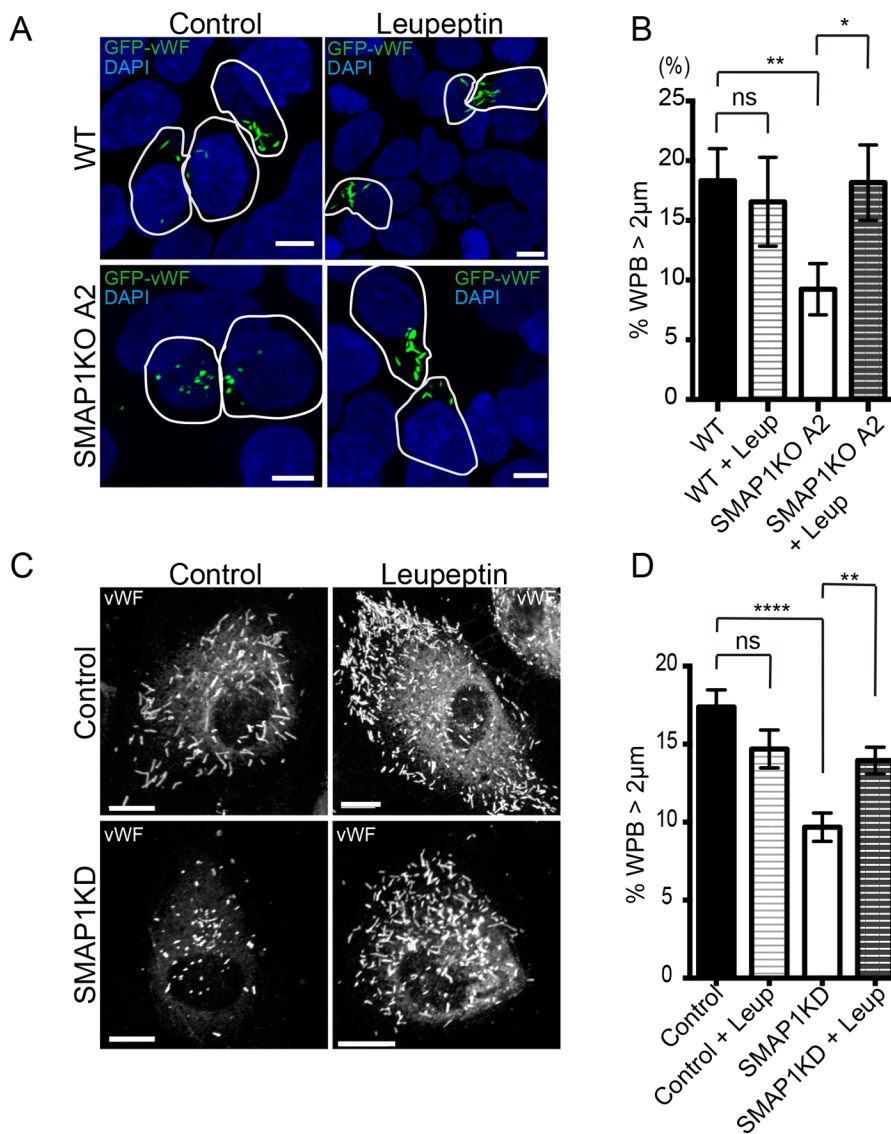 A
Control
Leupeptin
WT
GFP-vWF
DAPI
GFP-vWF
DAPI
SMAP1KO A2
GFP-vWF
DAPI
GFP-vWF
DAPI
B
(%)
% WPB > 2µm
25
20
15
10
5
0
ns
**
*
WT
WT + Leup
SMAP1KO A2
SMAP1KO A2
+ Leup
C
Control
Leupeptin
Control
vWF
vWF
SMAP1KD
vWF
vWF
D
% WPB > 2µm
20
15
10
5
0
****
**
ns
Control
Control + Leup
SMAP1KD
SMAP1KD + Leup